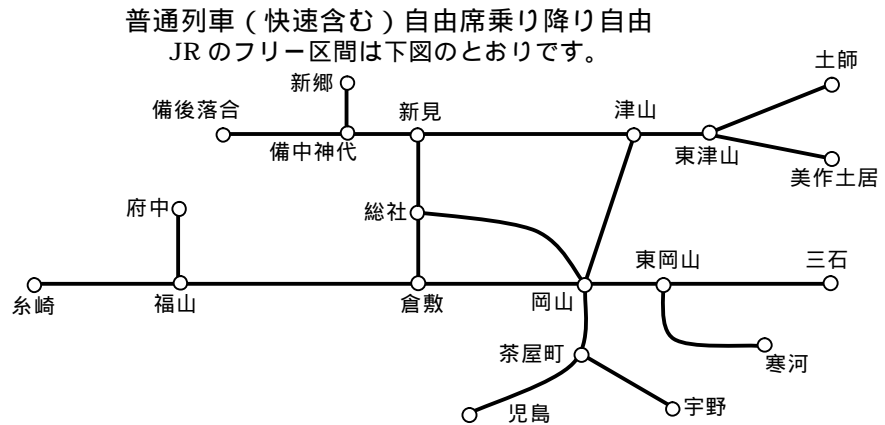 普通列車（快速含む）自由席乗り降り自由
JRのフリー区間は下図のとおりです。
土師
新郷
備後落合
新見
津山
備中神代
東津山
美作土居
府中
総社
東岡山
三石
糸崎
福山
倉敷
岡山
茶屋町
寒河
児島
宇野